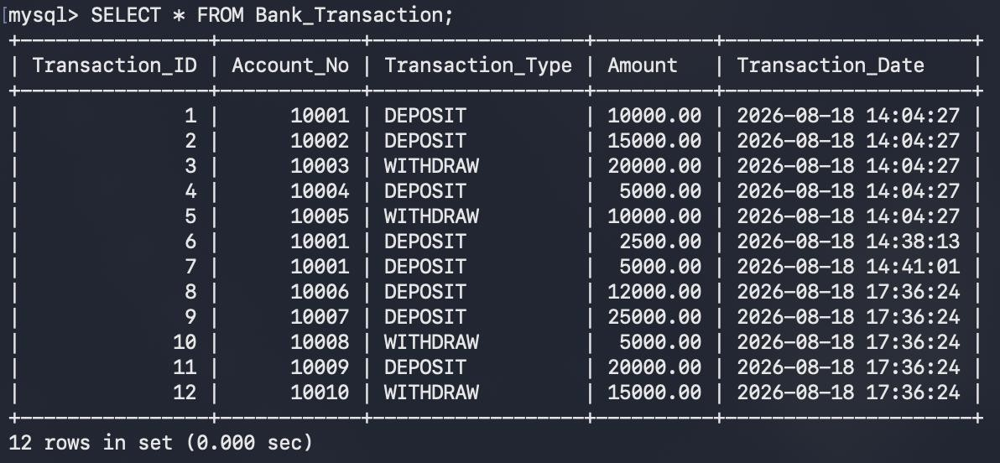 [mysql> SELECT * FROM Bank_Transaction;
+----------------+------------+------------------+----------+---------------------+
| Transaction_ID | Account_No | Transaction_Type | Amount   | Transaction_Date    |
+----------------+------------+------------------+----------+---------------------+
|              1 |      10001 | DEPOSIT          | 10000.00 | 2026-08-18 14:04:27 |
|              2 |      10002 | DEPOSIT          | 15000.00 | 2026-08-18 14:04:27 |
|              3 |      10003 | WITHDRAW         | 20000.00 | 2026-08-18 14:04:27 |
|              4 |      10004 | DEPOSIT          |  5000.00 | 2026-08-18 14:04:27 |
|              5 |      10005 | WITHDRAW         | 10000.00 | 2026-08-18 14:04:27 |
|              6 |      10001 | DEPOSIT          |  2500.00 | 2026-08-18 14:38:13 |
|              7 |      10001 | DEPOSIT          |  5000.00 | 2026-08-18 14:41:01 |
|              8 |      10006 | DEPOSIT          | 12000.00 | 2026-08-18 17:36:24 |
|              9 |      10007 | DEPOSIT          | 25000.00 | 2026-08-18 17:36:24 |
|             10 |      10008 | WITHDRAW         |  5000.00 | 2026-08-18 17:36:24 |
|             11 |      10009 | DEPOSIT          | 20000.00 | 2026-08-18 17:36:24 |
|             12 |      10010 | WITHDRAW         | 15000.00 | 2026-08-18 17:36:24 |
+----------------+------------+------------------+----------+---------------------+
12 rows in set (0.000 sec)